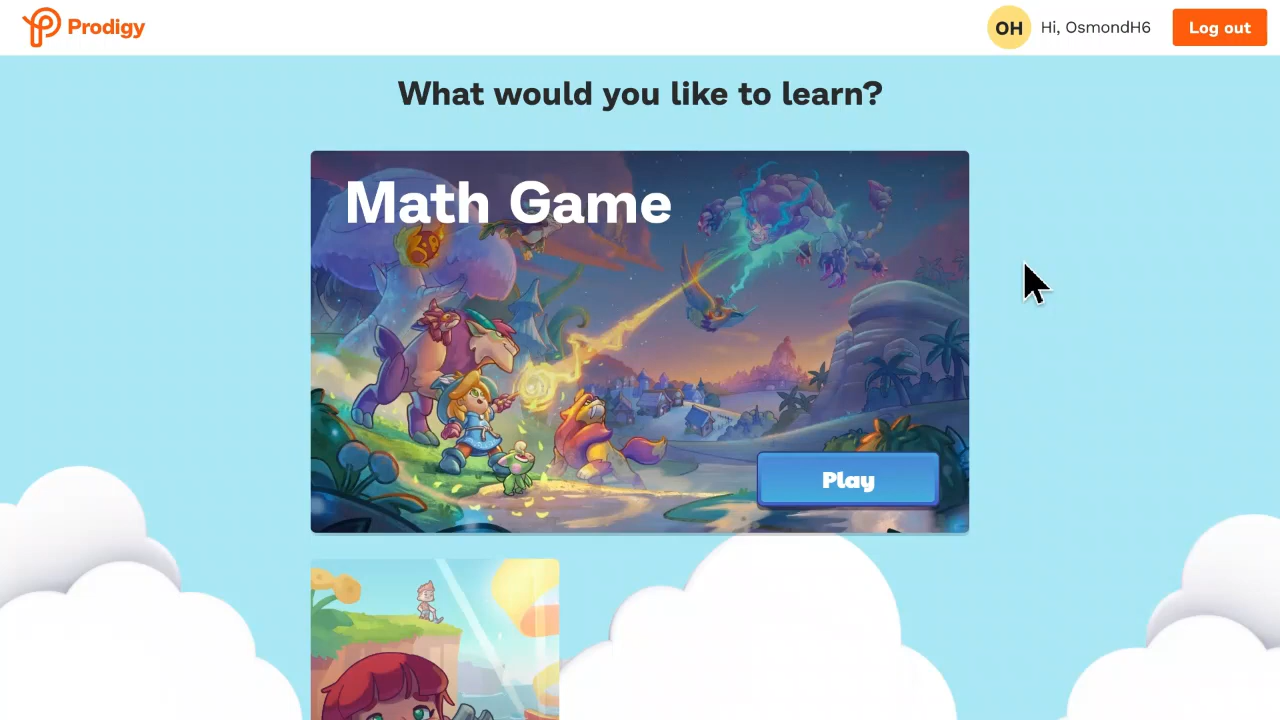 Prodigy
OH
Hi, OsmondH6
Log out
What would you like to learn?
Math Game
Play